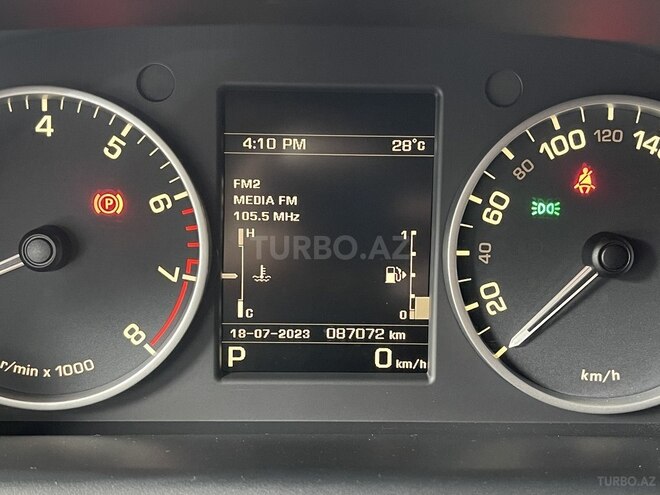 4:10 PM 28°C
FM2
MEDIA FM
105.5 MHz
H 1
TURBO.AZ
C 0
18-07-2023 087072 km
P 0 km/h
4 5 6 7 8
r/min x 1000
(P)
20 40 60 80 100 120 140
km/h
TURBO.AZ